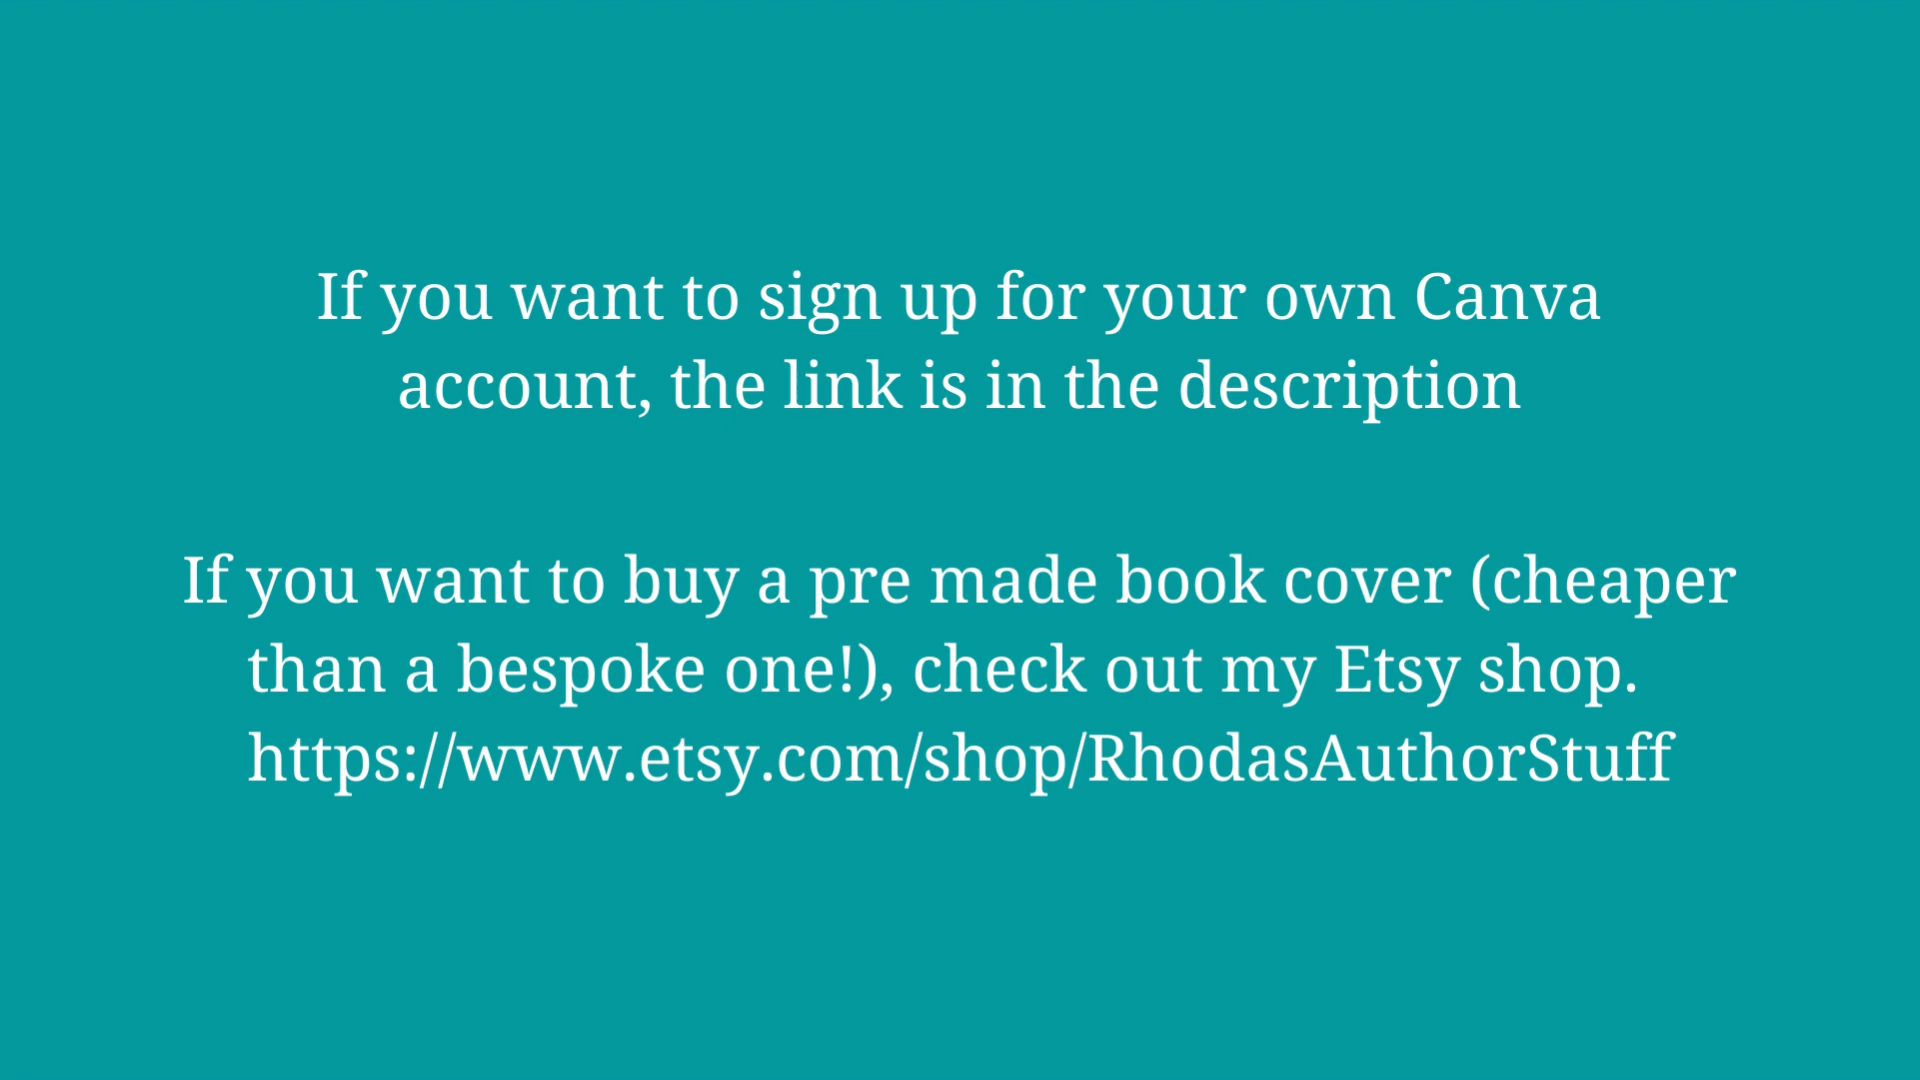 If you want to sign up for your own Canva
account, the link is in the description
If you want to buy a pre made book cover (cheaper
than a bespoke one!), check out my Etsy shop.
https://www.etsy.com/shop/RhodasAuthorStuff